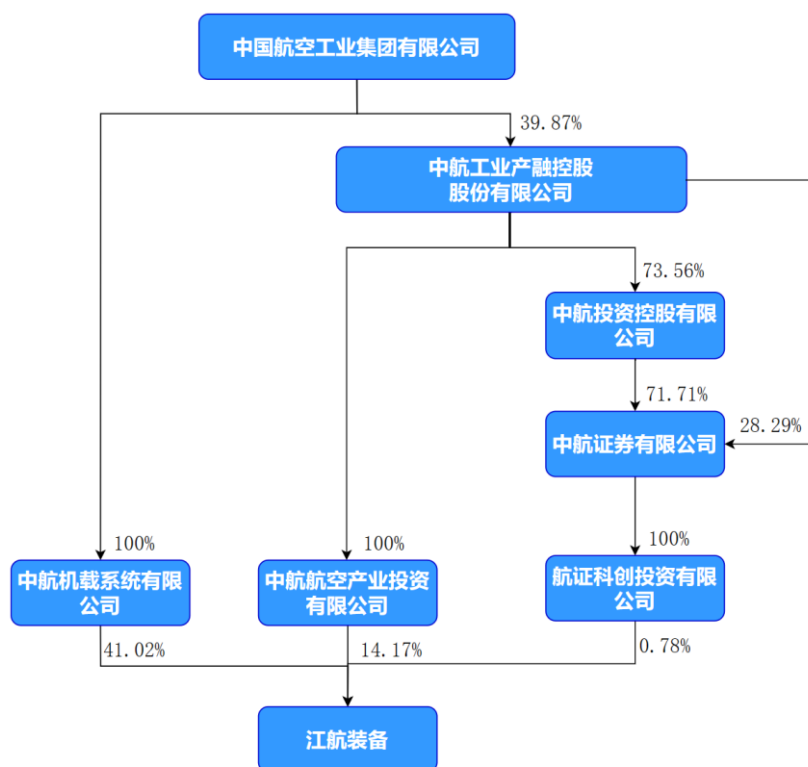 中国航空工业集团有限公司
39.87%
中航工业产融控股
股份有限公司
73.56%
中航投资控股有限
公司
71.71%
中航证券有限公司
28.29%
100%
100%
100%
中航机载系统有限
公司
中航航空产业投资
有限公司
航证科创投资有限
公司
41.02%
14.17%
0.78%
江航装备